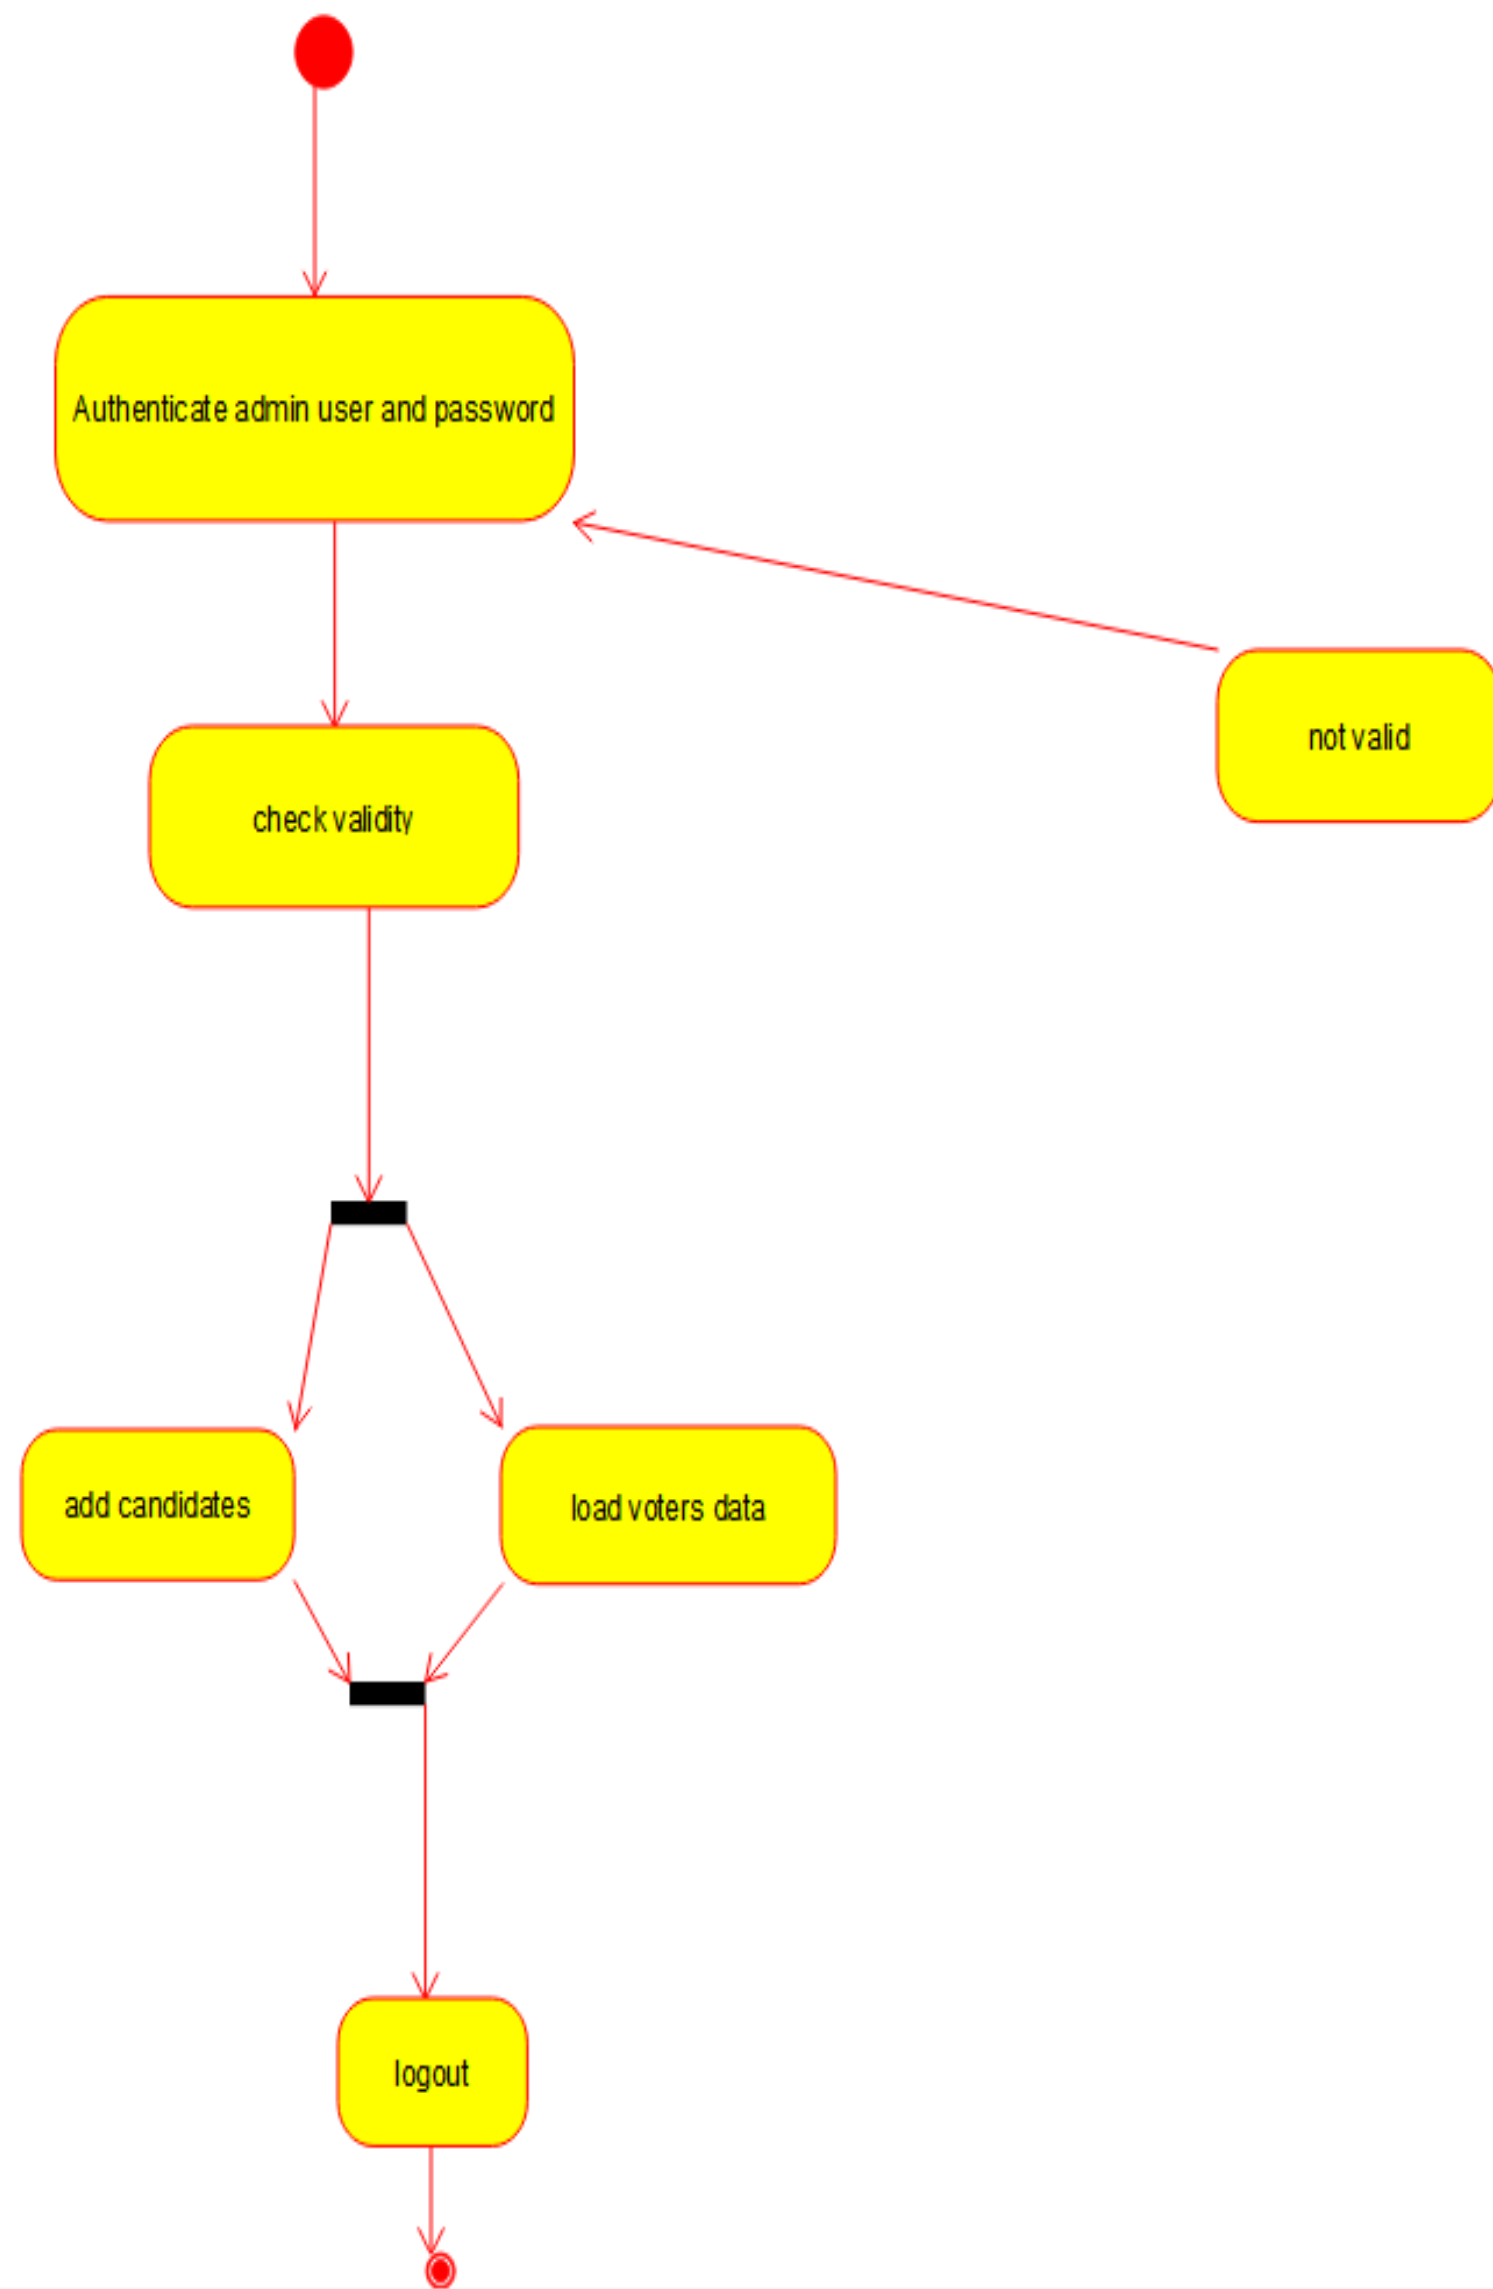 Authenticate admin user and password
not valid
check validity
add candidates
load voters data
logout